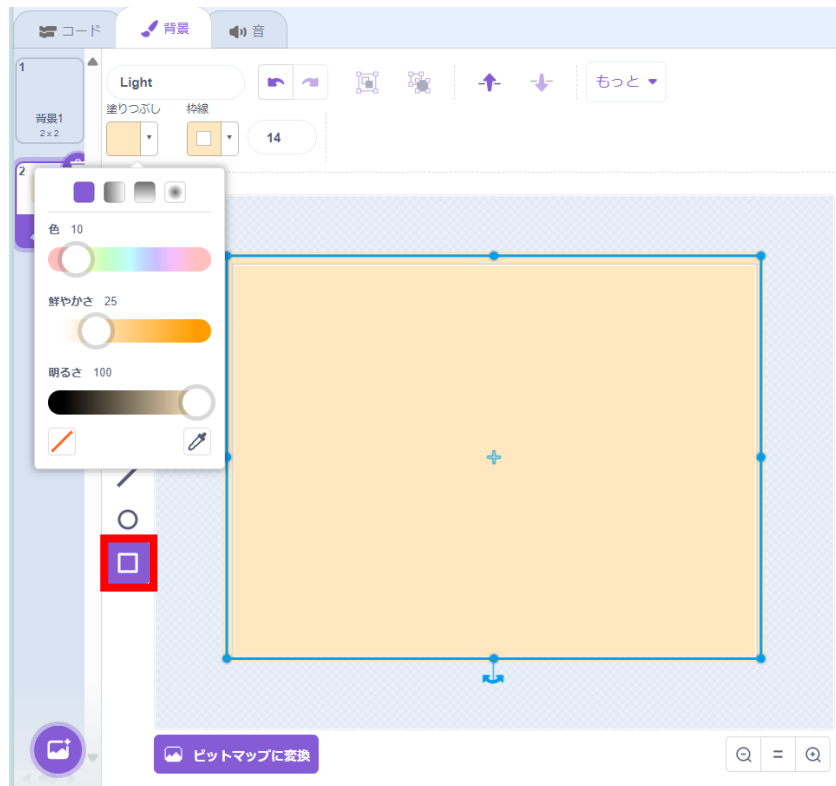 コード
背景
音
1
背景1
2 x 2
2
Light
もっと
塗りつぶし
枠線
14
色 10
鮮やかさ 25
明るさ 100
ビットマップに変換